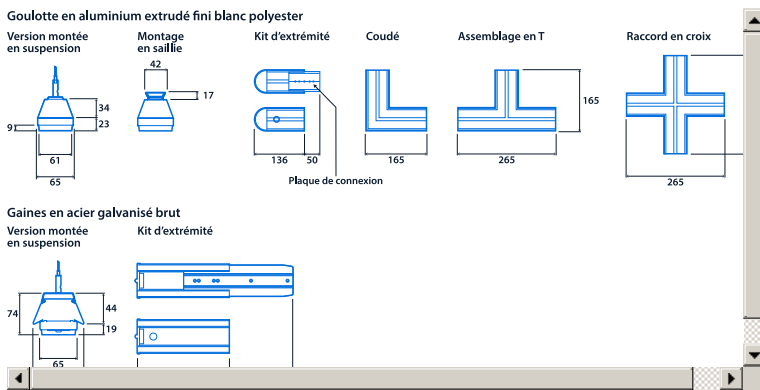 Goulotte en aluminium extrudé fini blanc polyester
Version montée
en suspension
Montage
en saillie
Kit d'extrémité
Coudé
Assemblage en T
Raccord en croix
42
17
34
23
9
61
65
136
50
Plaque de connexion
165
165
265
265
Gaines en acier galvanisé brut
Version montée
en suspension
Kit d'extrémité
74
44
19
65